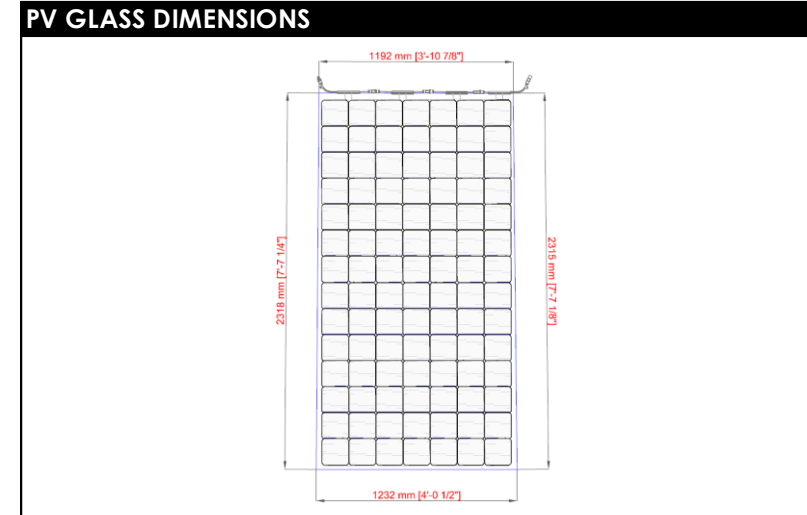 PV GLASS DIMENSIONS
1192 mm [3'-10 7/8"]
2318 mm [7'-7 1/4"]
2315 mm [7'-7 1/8"]
1232 mm [4'-0 1/2"]